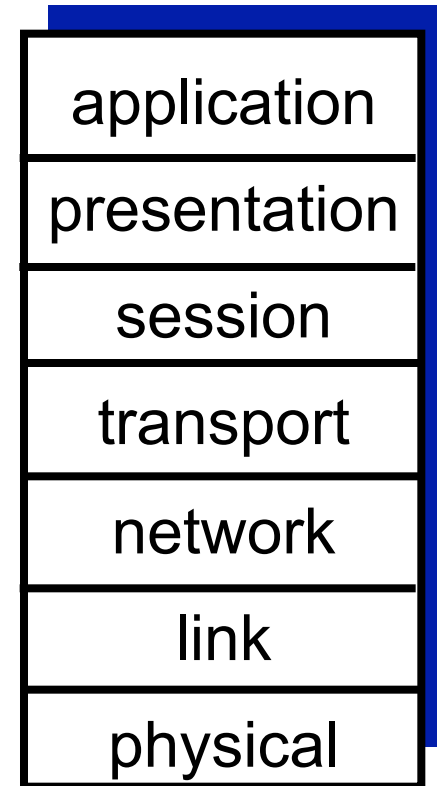 application
presentation
session
transport
network
link
physical